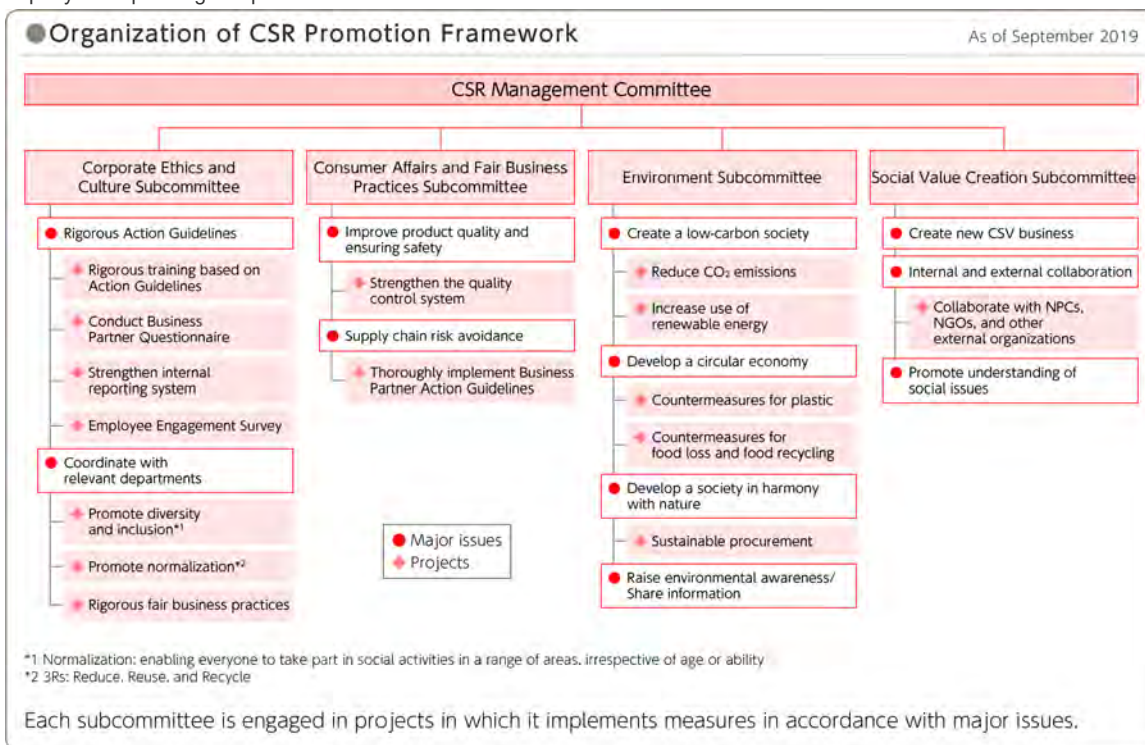 Organization of CSR Promotion Framework
As of September 2019
CSR Management Committee
Corporate Ethics and
Culture Subcommittee
Rigorous Action Guidelines
Rigorous training based on
Action Guidelines
Conduct Business
Partner Questionnaire
Strengthen internal
reporting system
Employee Engagement Survey
Coordinate with
relevant departments
Promote diversity
and inclusion*1
Promote normalization*2
Rigorous fair business practices
Consumer Affairs and Fair Business
Practices Subcommittee
Improve product quality and
ensuring safety
Strengthen the quality
control system
Supply chain risk avoidance
Thoroughly implement Business
Partner Action Guidelines
Environment Subcommittee
Create a low-carbon society
Reduce CO₂ emissions
Increase use of
renewable energy
Develop a circular economy
Countermeasures for plastic
Countermeasures for
food loss and food recycling
Develop a society in harmony
with nature
Sustainable procurement
Raise environmental awareness/
Share information
Social Value Creation Subcommittee
Create new CSV business
Internal and external collaboration
Collaborate with NPCs,
NGOs, and other
external organizations
Promote understanding of
social issues
Major issues
Projects
*1 Normalization: enabling everyone to take part in social activities in a range of areas, irrespective of age or ability
*2 3Rs: Reduce, Reuse, and Recycle
Each subcommittee is engaged in projects in which it implements measures in accordance with major issues.